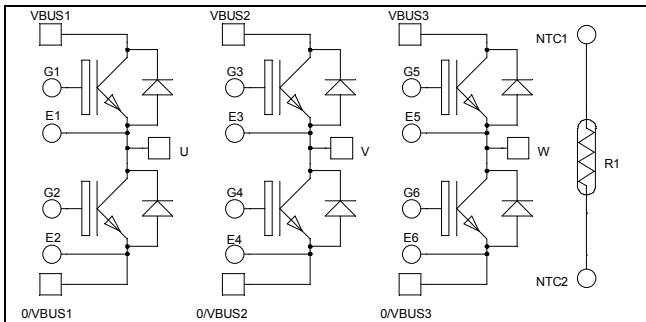 VBUS1 VBUS2 VBUS3
NTC1
G1 G3 G5
E1 E3 E5
U V W
R1
G2 G4 G6
E2 E4 E6
NTC2
0/VBUS1 0/VBUS2 0/VBUS3